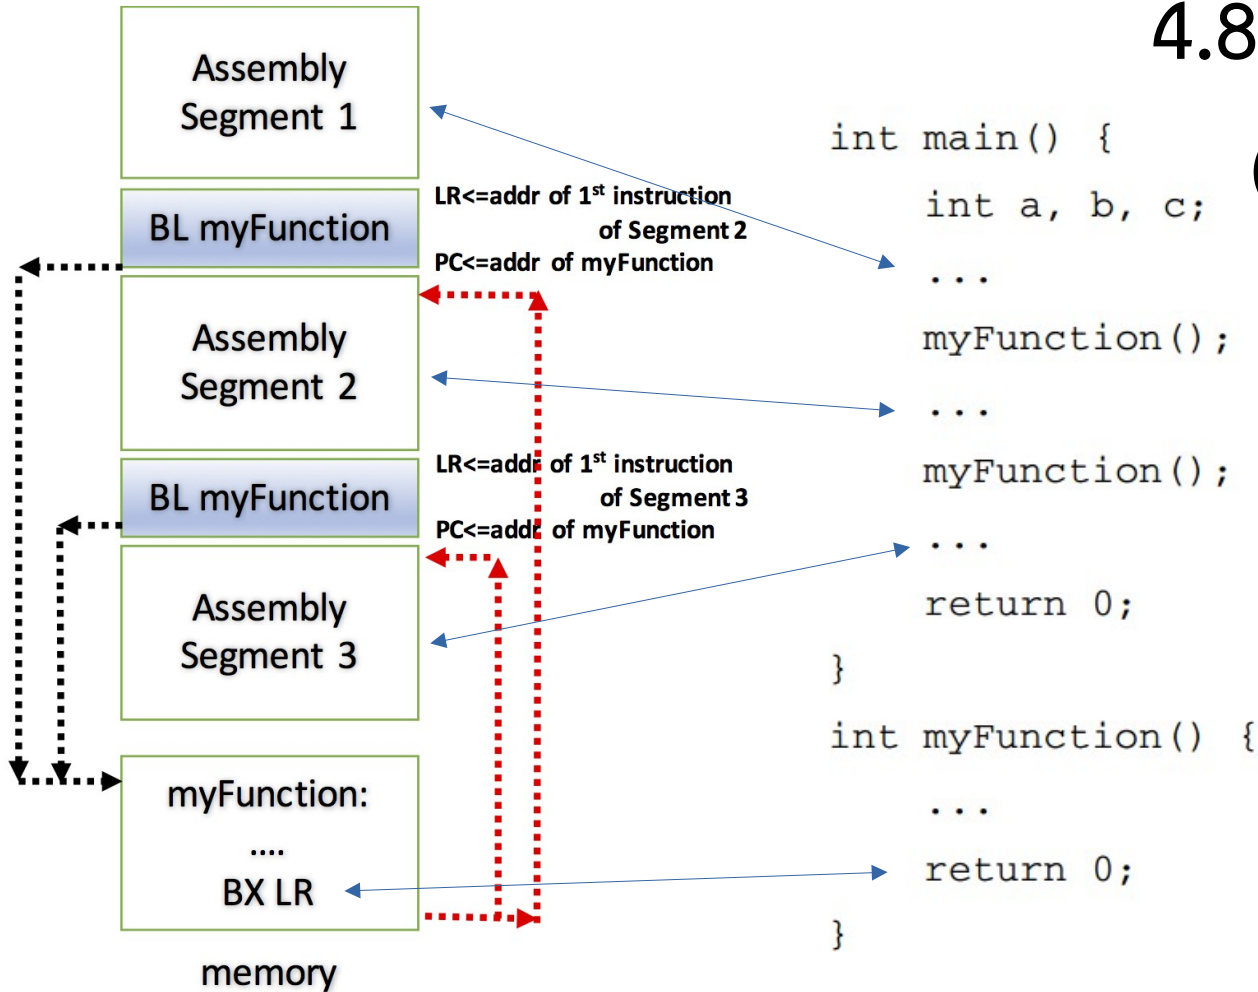 4.8
Assembly
Segment 1
BL myFunction
LR<=addr of 1st instruction
of Segment 2
PC<=addr of myFunction
Assembly
Segment 2
BL myFunction
LR<=addr of 1st instruction
of Segment 3
PC<=addr of myFunction
Assembly
Segment 3
myFunction:
....
BX LR
memory
int main() {
int a, b, c;
...
myFunction();
...
myFunction();
...
return 0;
}
int myFunction() {
...
return 0;
}